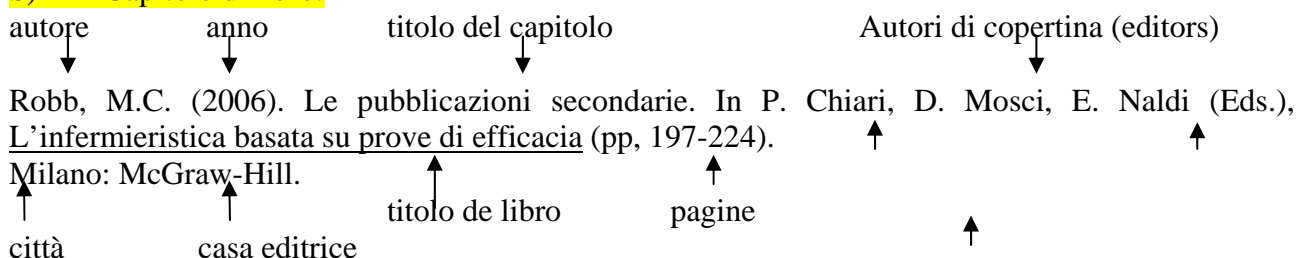 autore anno titolo del capitolo Autori di copertina (editors)
Robb, M.C. (2006). Le pubblicazioni secondarie. In P. Chiari, D. Mosci, E. Naldi (Eds.),
L’infermieristica basata su prove di efficacia (pp, 197-224).
Milano: McGraw-Hill.
titolo de libro pagine
città casa editrice